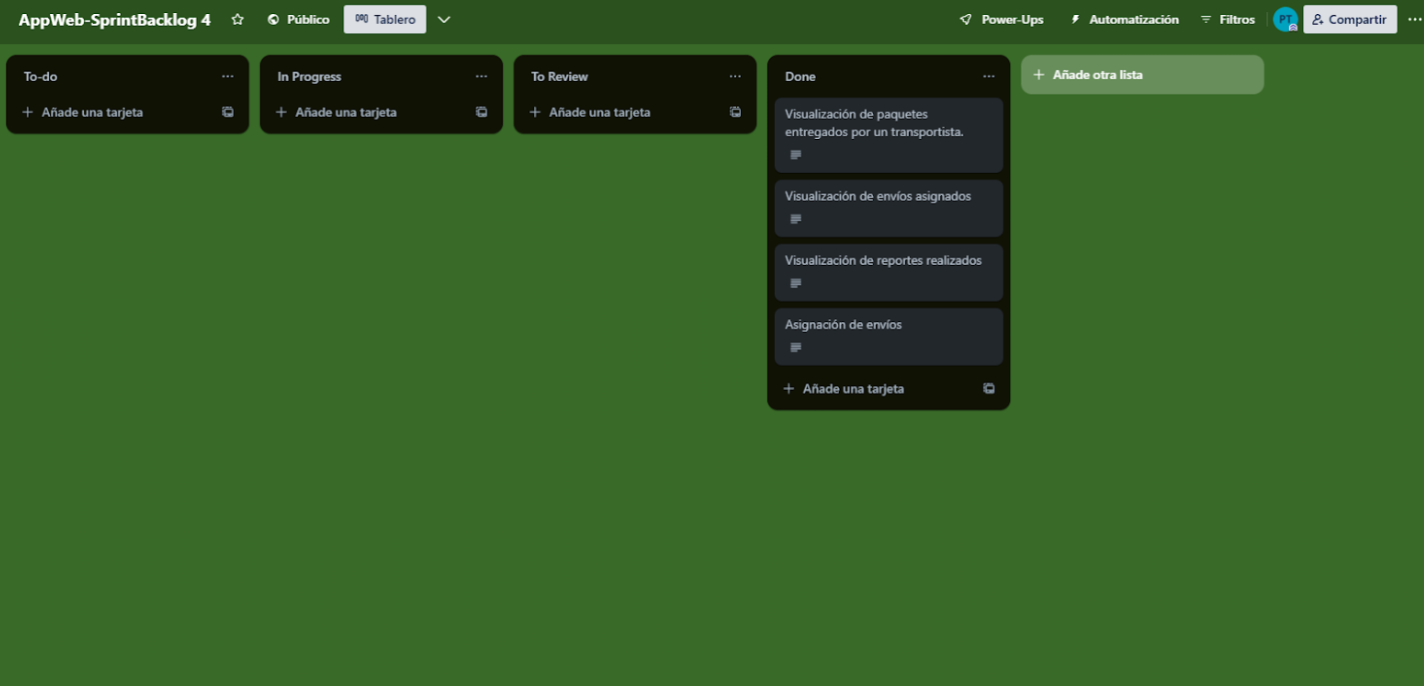 AppWeb-SprintBacklog 4
Público
Tablero
Power-Ups
Automatización
Filtros
PT
Compartir
To-do
Añade una tarjeta
In Progress
Añade una tarjeta
To Review
Añade una tarjeta
Done
Visualización de paquetes
entregados por un transportista.
Visualización de envíos asignados
Visualización de reportes realizados
Asignación de envíos
Añade una tarjeta
Añade otra lista